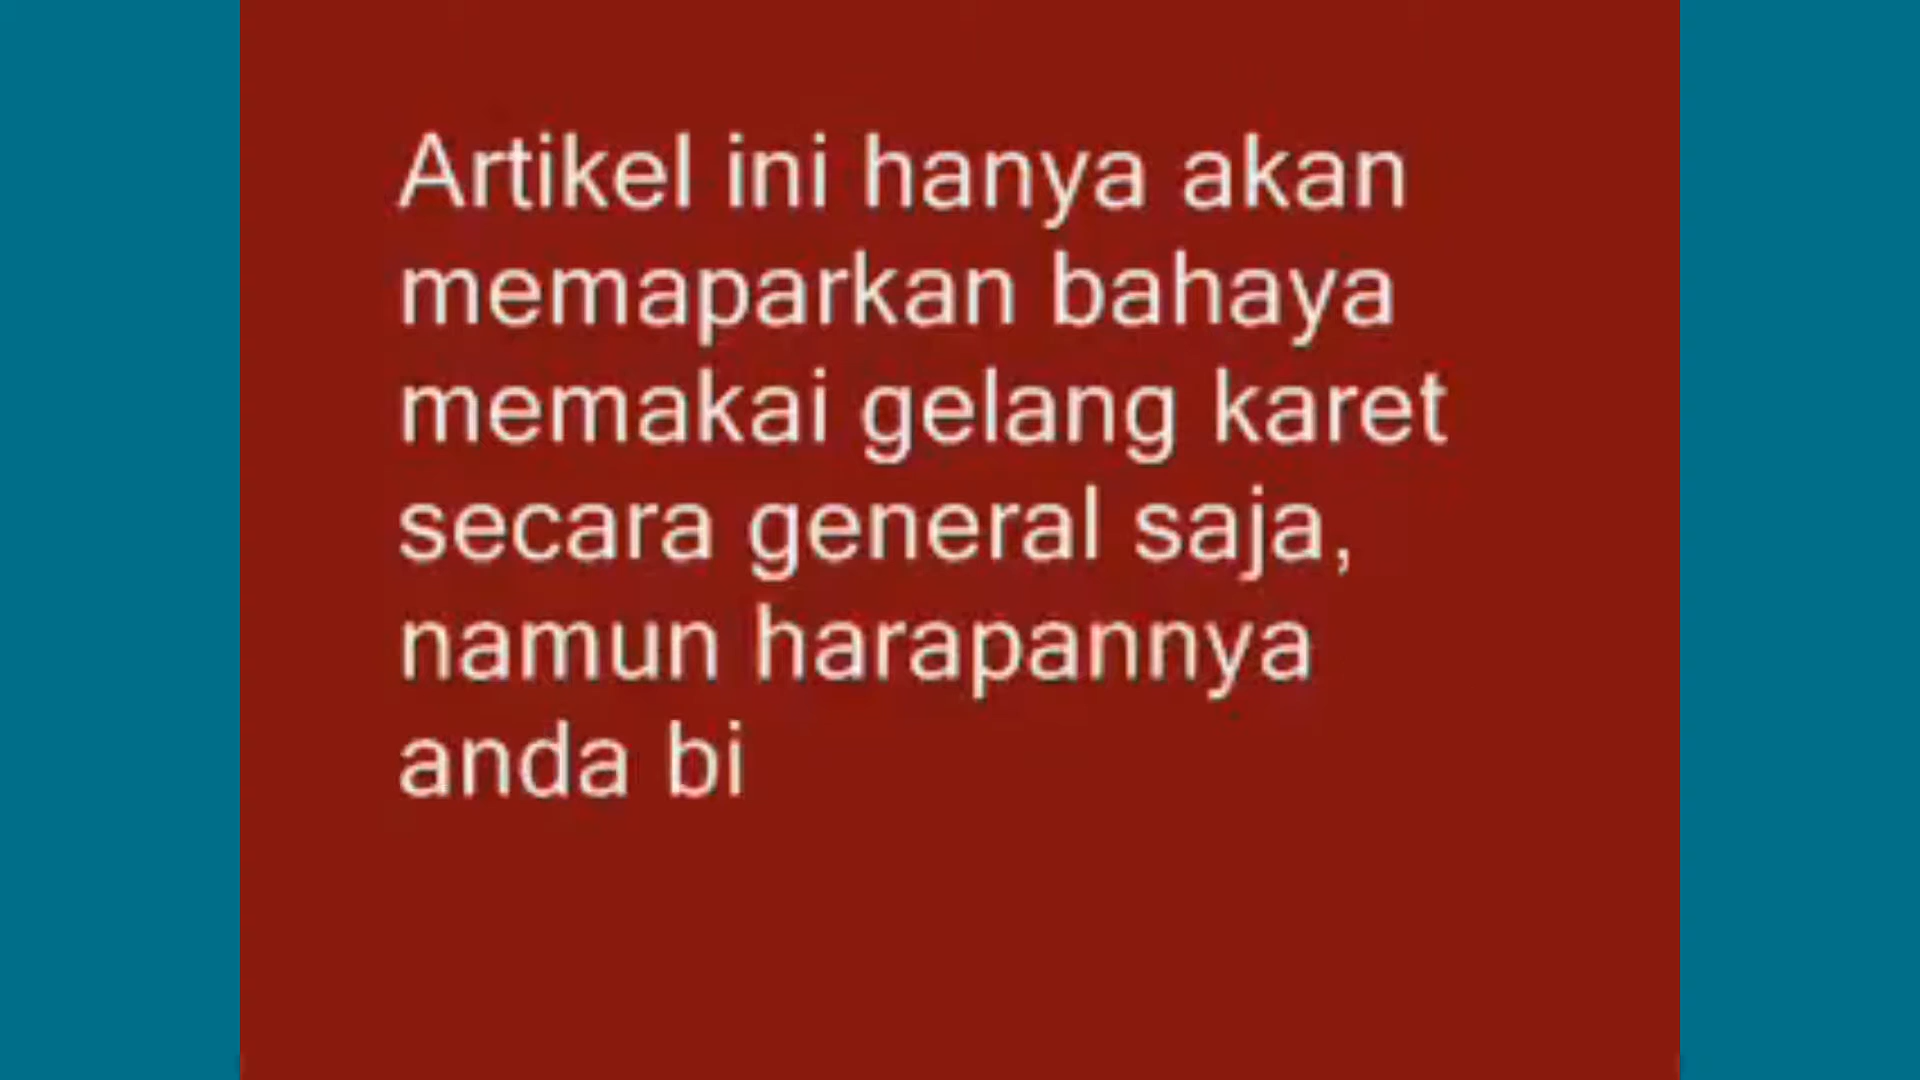 Artikel ini hanya akan
memaparkan bahaya
memakai gelang karet
secara general saja,
namun harapannya
anda bi